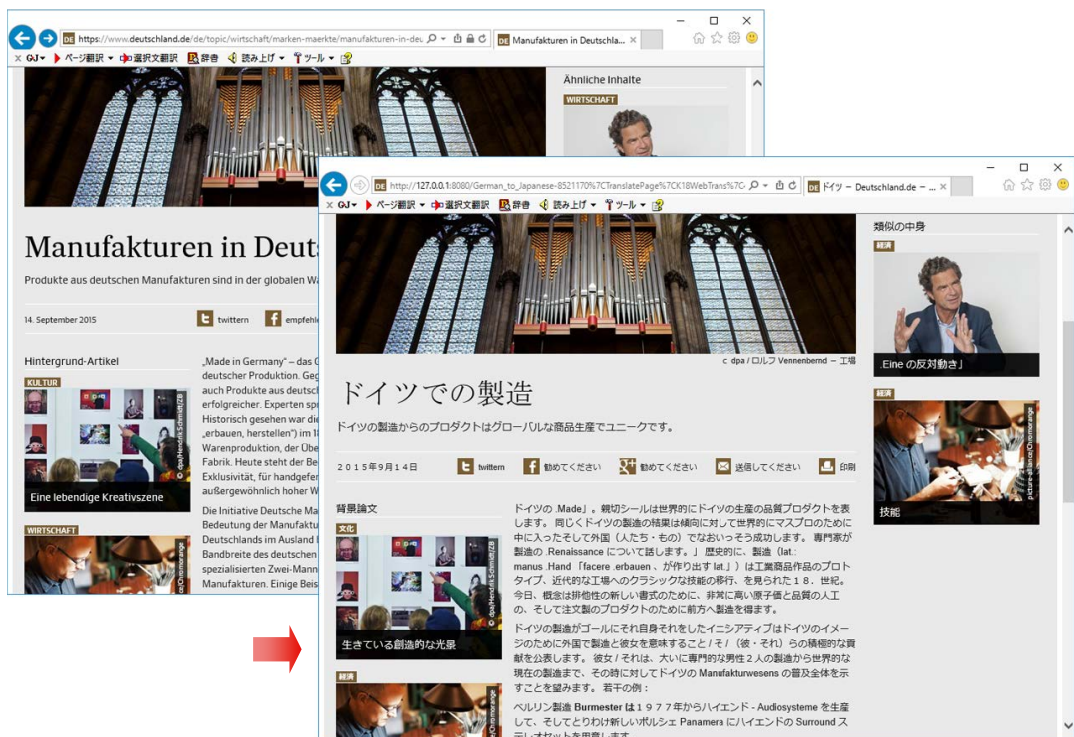 https://www.deutschland.de/de/topic/wirtschaft/marken-maerkte/manufakturen-in-deu
Manufakturen in Deutschla...
GJ ページ翻訳 選択文翻訳 辞書 読み上げ ツール
Ähnliche Inhalte
WIRTSCHAFT
Manufakturen in Deuts
Produkte aus deutschen Manufakturen sind in der globalen Wa
14. September 2015
twittern
empfehle
Hintergrund-Artikel
KULTUR
© dpa/Hendrik Schmidt/ZB
Eine lebendige Kreativszene
WIRTSCHAFT
„Made in Germany“ – das G
deutscher Produktion. Geg
auch Produkte aus deutscl
erfolgreicher. Experten spr
Historisch gesehen war die
„erbauen, herstellen“) im 18
Warenproduktion, der Übe
Fabrik. Heute steht der Be
Exklusivität, für handgefer
außergewöhnlich hoher W
Die Initiative Deutsche Ma
Bedeutung der Manufaktu
Deutschlands im Ausland b
Bandbreite des deutschen
spezialisierten Zwei-Mann
Manufakturen. Einige Beis
http://127.0.0.1:8080/German_to_Japanese-8521170%7CTranslatePage%7CK18WebTrans%7C
ドイツ － Deutschland.de － ...
GJ ページ翻訳 選択文翻訳 辞書 読み上げ ツール
c dpa / ロルフ Vennenbernd － 工場
ドイツでの製造
ドイツの製造からのプロダクトはグローバルな商品生産でユニークです。
２０１５年９月１４日
twittern
勧めてください
勧めてください
送信してください
印刷
背景論文
文化
© dpa/Hendrik Schmidt/ZB
生きている創造的な光景
経済
ドイツの .Made」。親切シールは世界的にドイツの生産の品質プロダクトを表
します。 同じくドイツの製造の結果は傾向に対して世界的にマスプロのために
中に入ったそして外国（人たち・もの）でなおいっそう成功します。 専門家が
製造の .Renaissance について話します。」 歴史的に、製造（lat.:
manus .Hand 「facere .erbauen 、が作り出す lat.」）は工業商品作品のプロト
タイプ、近代的な工場へのクラシックな技能の移行、を見られた１８．世紀。
今日、概念は排他性の新しい書式のために、非常に高い原子価と品質の人工
の、そして注文製のプロダクトのために前方へ製造を得ます。
ドイツの製造がゴールにそれ自身それをしたイニシアティブはドイツのイメー
ジのために外国で製造と彼女を意味すること / そ /（彼・それ）らの積極的な貢
献を公表します。 彼女 / それは、大いに専門的な男性２人の製造から世界的な
現在の製造まで、その時に対してドイツの Manufakturwesens の普及全体を示
すことを望みます。 若干の例：
ベルリン製造 Burmester は１９７７年からハイエンド - Audiosysteme を生産
して、そしてとりわけ新しいポルシェ Panamera にハイエンドの Surround ス
テレオセットを用意します
類似の中身
経済
.Eine の反対動き」
経済
picture-alliance/Chromorange
技能